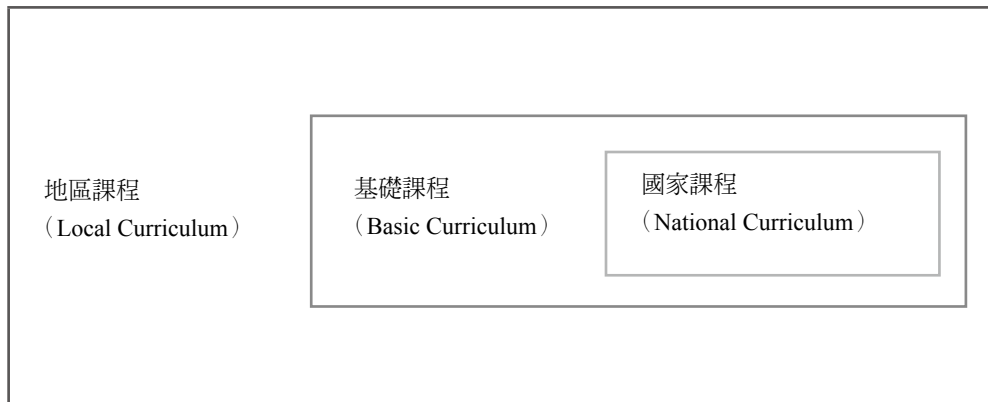 地區課程
（Local Curriculum）
基礎課程
（Basic Curriculum）
國家課程
（National Curriculum）